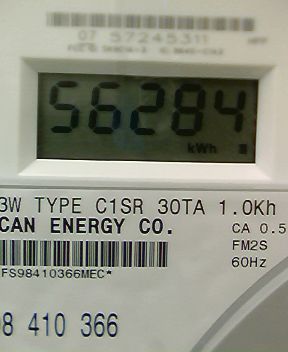 07 57245311
56284
kWh
3W TYPE C1SR 30TA 1.0Kh
CAN ENERGY CO.
CA 0.5
FM2S
60Hz
FS98410366MEC*
98 410 366